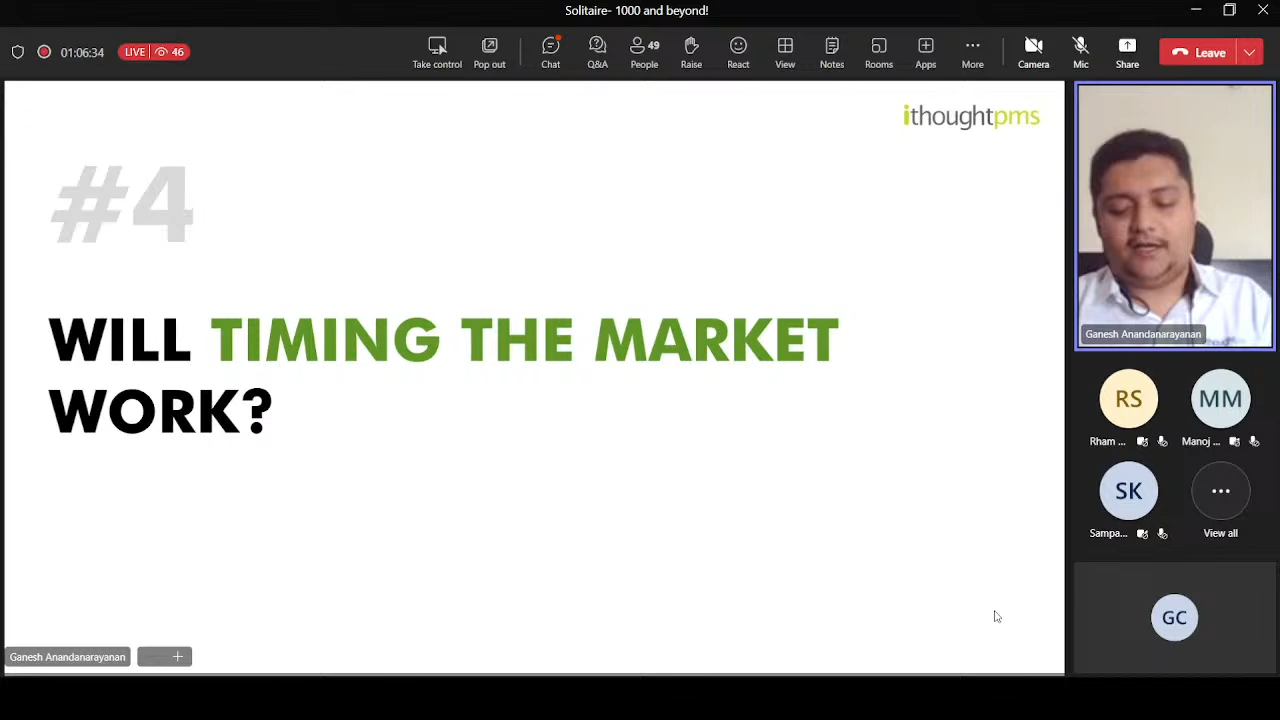 Solitaire- 1000 and beyond!
01:06:34
LIVE 46
Take control
Pop out
Chat
Q&A
49
People
Raise
React
View
Notes
Rooms
Apps
More
Camera
Mic
Share
Leave
ithoughtpms
#4
WILL TIMING THE MARKET
WORK?
Ganesh Anandanarayanan
RS
MM
Rham ...
Manoj ...
SK
Sampa...
View all
GC
Ganesh Anandanarayanan